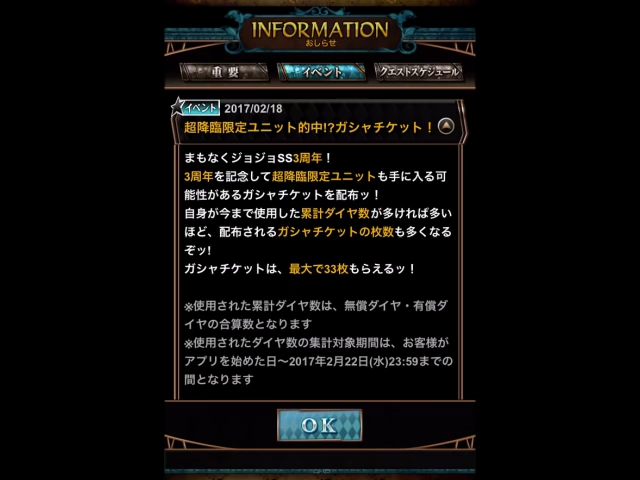 INFORMATION
おしらせ
重要 イベント クエストスケジュール
イベント 2017/02/18
超降臨限定ユニット的中!?ガシャチケット！
まもなくジョジョSS3周年！
3周年を記念して超降臨限定ユニットも手に入る可
能性があるガシャチケットを配布ッ！
自身が今まで使用した累計ダイヤ数が多ければ多い
ほど、配布されるガシャチケットの枚数も多くなる
ぞッ!
ガシャチケットは、最大で33枚もらえるッ！
※使用された累計ダイヤ数は、無償ダイヤ・有償ダ
イヤの合算数となります
※使用されたダイヤ数の集計対象期間は、お客様が
アプリを始めた日〜2017年2月22日(水)23:59までの
間となります
OK